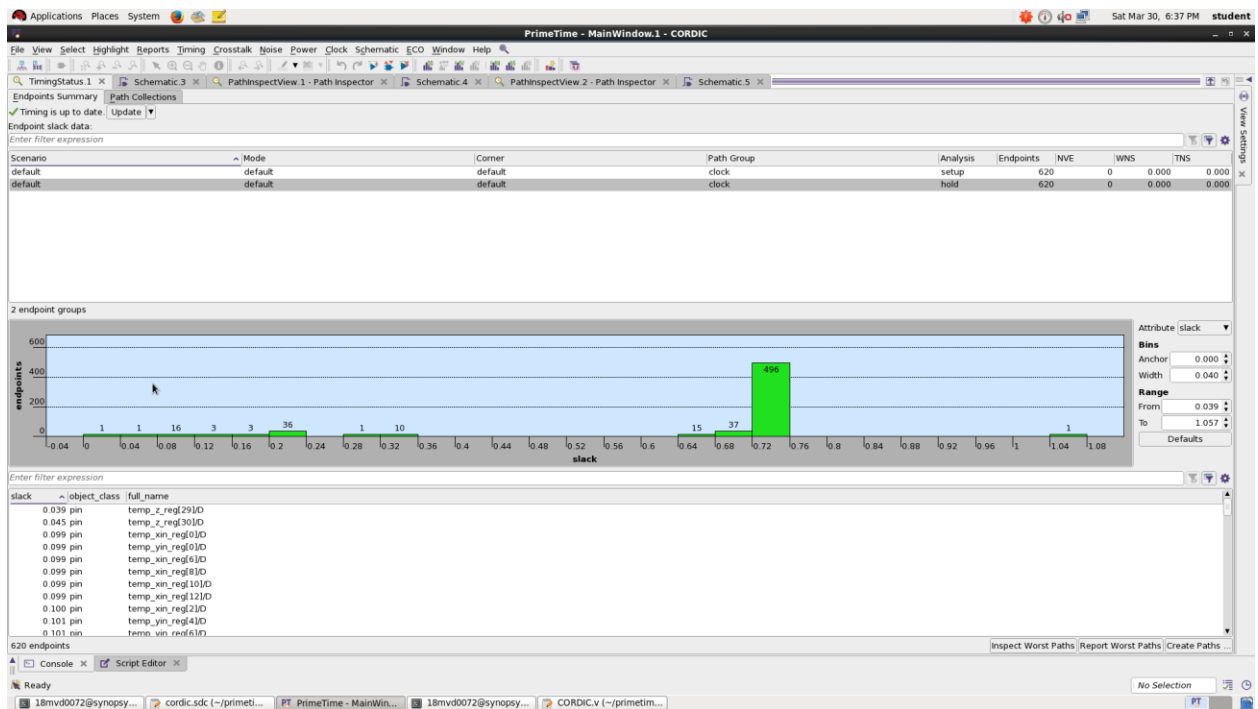 Applications Places System Sat Mar 30, 6:37 PM student
PrimeTime - MainWindow.1 - CORDIC
File View Select Highlight Reports Timing Crosstalk Noise Power Clock Schematic ECO Window Help
TimingStatus.1 Schematic.3 PathInspectView.1 - Path Inspector Schematic.4 PathInspectView.2 - Path Inspector Schematic.5
Endpoints Summary Path Collections
Timing is up to date. Update
Endpoint slack data:
Enter filter expression
View Settings
Scenario Mode Corner Path Group Analysis Endpoints NVE WNS TNS
default default default clock setup 620 0 0.000 0.000
default default default clock hold 620 0 0.000 0.000
2 endpoint groups
Attribute slack
Bins
Anchor 0.000
Width 0.040
Range
From 0.039
To 1.057
Defaults
endpoints
600
400
200
0
1 1 16 3 3 36 1 10 15 37 496 1
-0.04 0 0.04 0.08 0.12 0.16 0.2 0.24 0.28 0.32 0.36 0.4 0.44 0.48 0.52 0.56 0.6 0.64 0.68 0.72 0.76 0.8 0.84 0.88 0.92 0.96 1 1.04 1.08
slack
Enter filter expression
slack object_class full_name
0.039 pin temp_z_reg[29]/D
0.045 pin temp_z_reg[30]/D
0.099 pin temp_xin_reg[0]/D
0.099 pin temp_yin_reg[0]/D
0.099 pin temp_xin_reg[6]/D
0.099 pin temp_xin_reg[8]/D
0.099 pin temp_xin_reg[10]/D
0.099 pin temp_xin_reg[12]/D
0.100 pin temp_xin_reg[2]/D
0.101 pin temp_yin_reg[4]/D
0.101 pin temp_yin_reg[6]/D
620 endpoints Inspect Worst Paths Report Worst Paths Create Paths ...
Console Script Editor
Ready No Selection
18mvd0072@synopsy... cordic.sdc (~/primeti... PrimeTime - MainWin... 18mvd0072@synopsy... CORDIC.v (~/primetim... PT